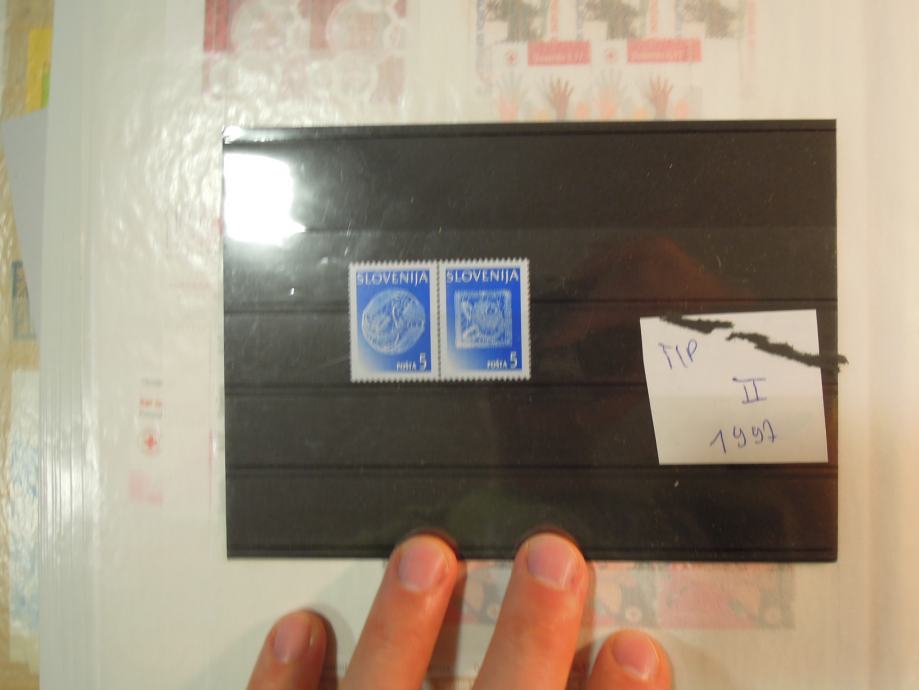 SLOVENIJA SLOVENIJA
POŠTA 5 POŠTA 5
TIP
II
1997